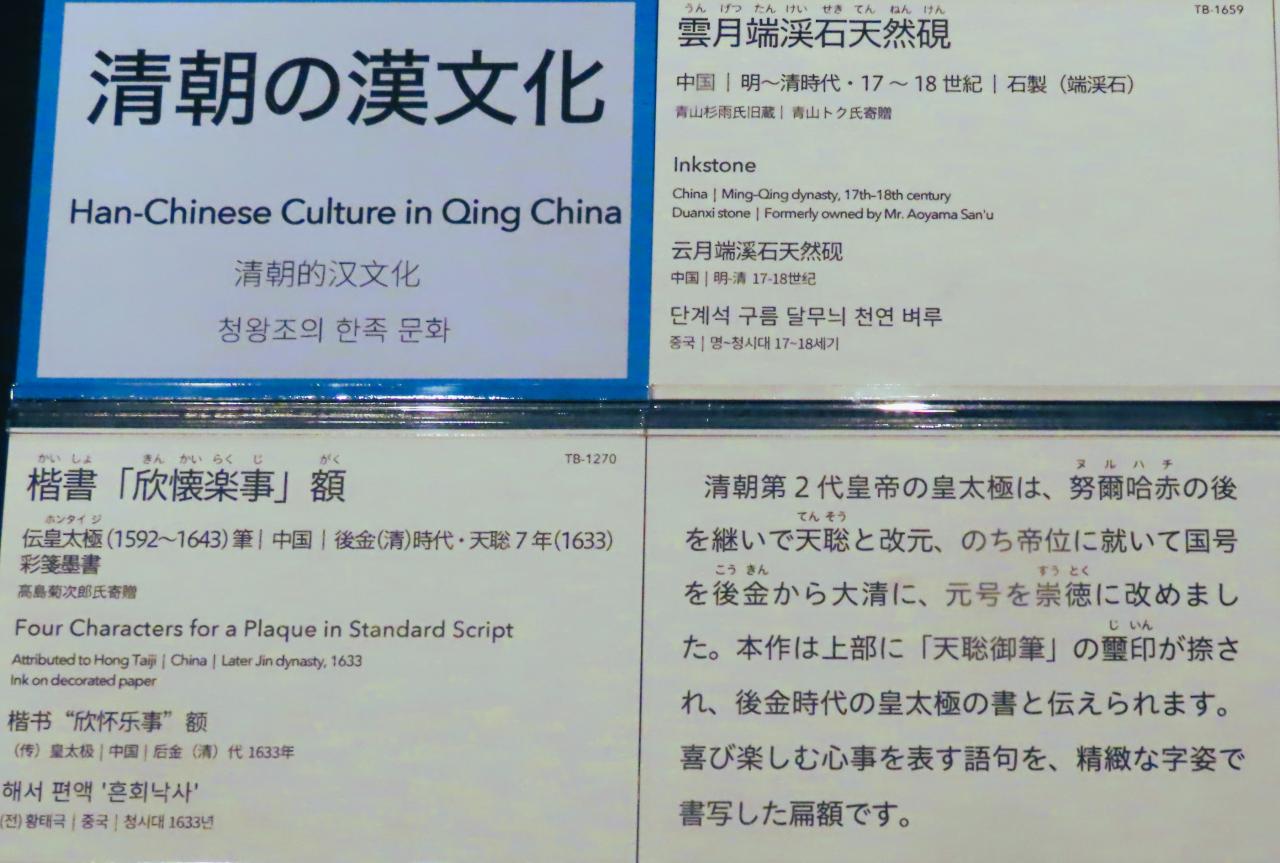 清朝の漢文化
Han-Chinese Culture in Qing China
清朝的汉文化
청왕조의 한족 문화
うん げつ たん けい せき てん ねん けん
雲月端渓石天然硯
TB-1659
中国 | 明~清時代・17~18世紀 | 石製(端渓石)
青山杉雨氏旧蔵 | 青山トク氏寄贈
Inkstone
China | Ming-Qing dynasty, 17th-18th century
Duanxi stone | Formerly owned by Mr. Aoyama San'u
云月端溪石天然砚
中国 | 明-清 17-18世纪
단계석 구름 달무늬 천연 벼루
중국 | 명~청시대 17~18세기
かい しょ きん かい らく じ がく
楷書「欣懐楽事」額
TB-1270
ホンタイジ
伝皇太極(1592~1643)筆 | 中国 | 後金(清)時代・天聡7年(1633)
彩箋墨書
高島菊次郎氏寄贈
Four Characters for a Plaque in Standard Script
Attributed to Hong Taiji | China | Later Jin dynasty, 1633
Ink on decorated paper
楷书“欣怀乐事”额
(传)皇太极 | 中国 | 后金(清)代 1633年
해서 편액 '흔회낙사'
(전)황태극 | 중국 | 청시대 1633년
ヌ ル ハ チ
清朝第2代皇帝の皇太極は、努爾哈赤の後
てん そう
を継いで天聡と改元、のち帝位に就いて国号
こう きん すう とく
を後金から大清に、元号を崇徳に改めまし
じ いん
た。本作は上部に「天聡御筆」の璽印が捺さ
れ、後金時代の皇太極の書と伝えられます。
喜び楽しむ心事を表す語句を、精緻な字姿で
書写した扁額です。